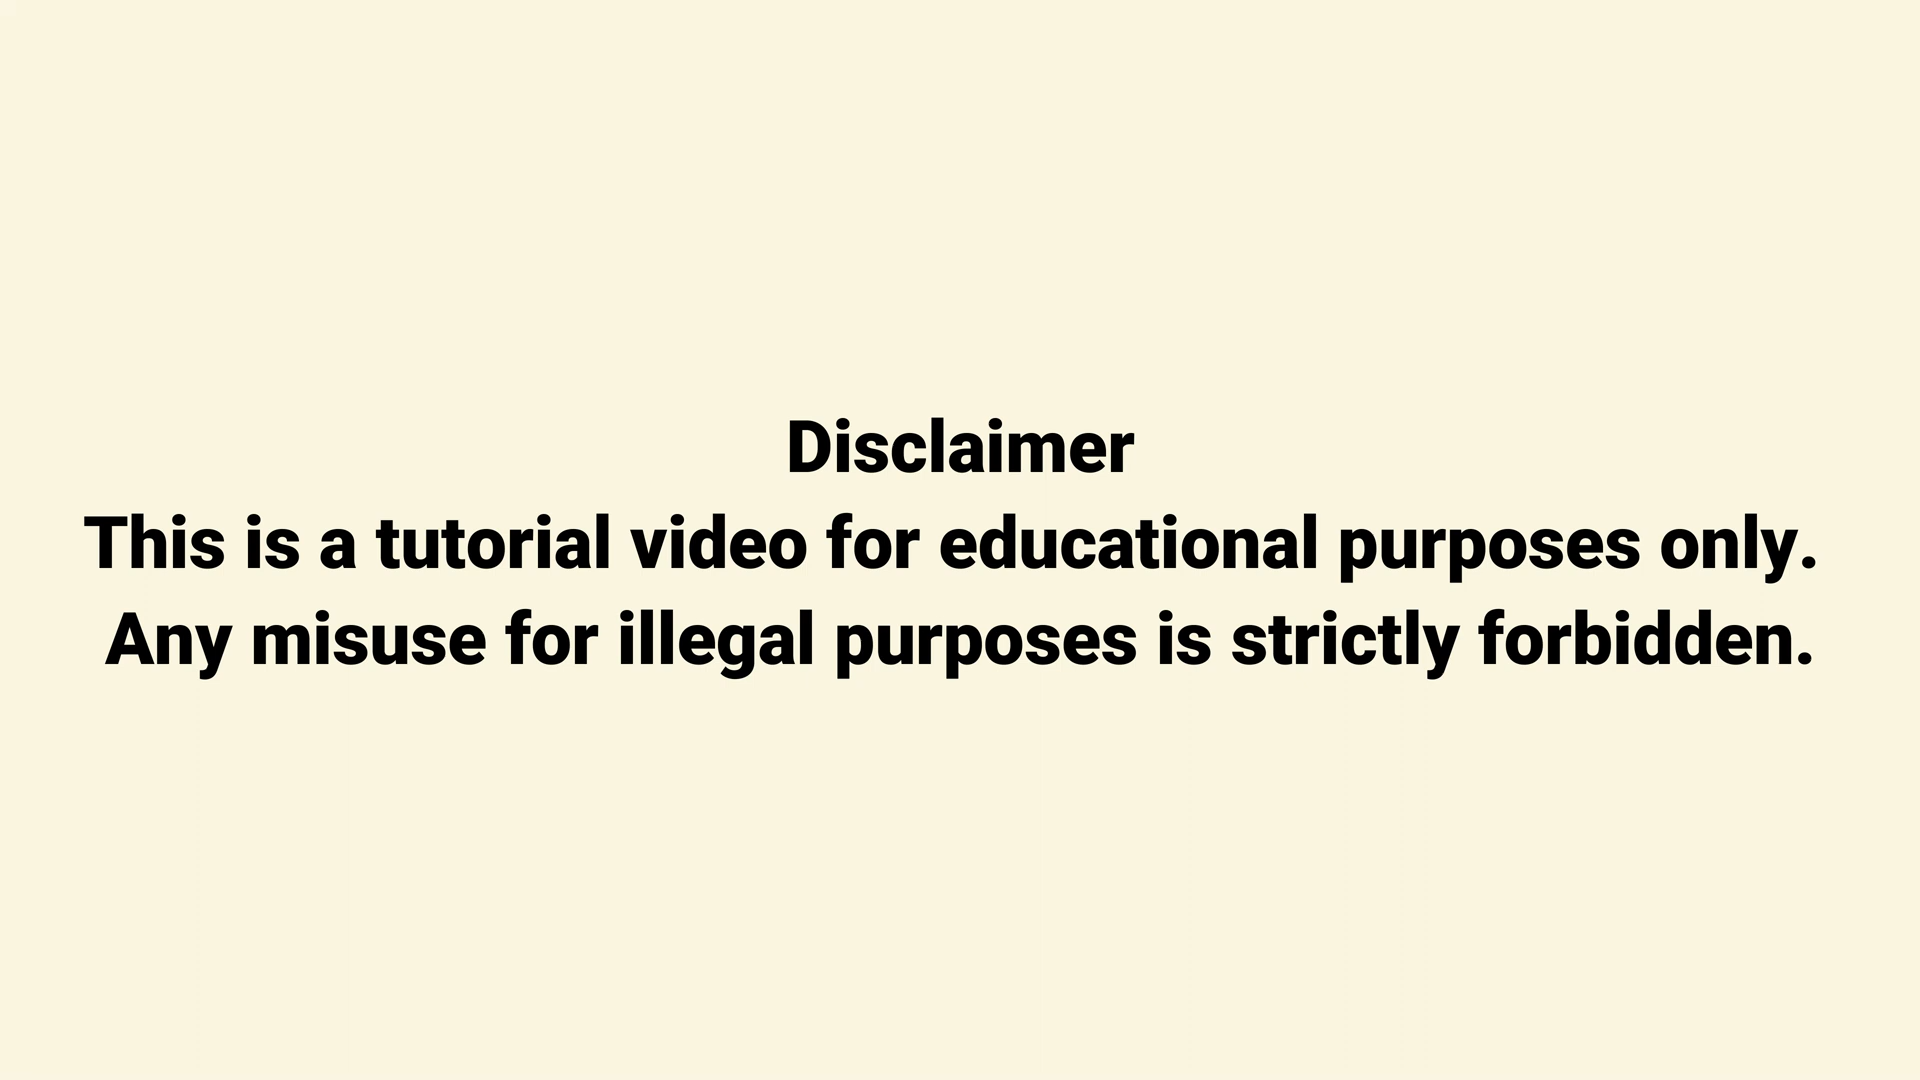 Disclaimer
This is a tutorial video for educational purposes only.
Any misuse for illegal purposes is strictly forbidden.